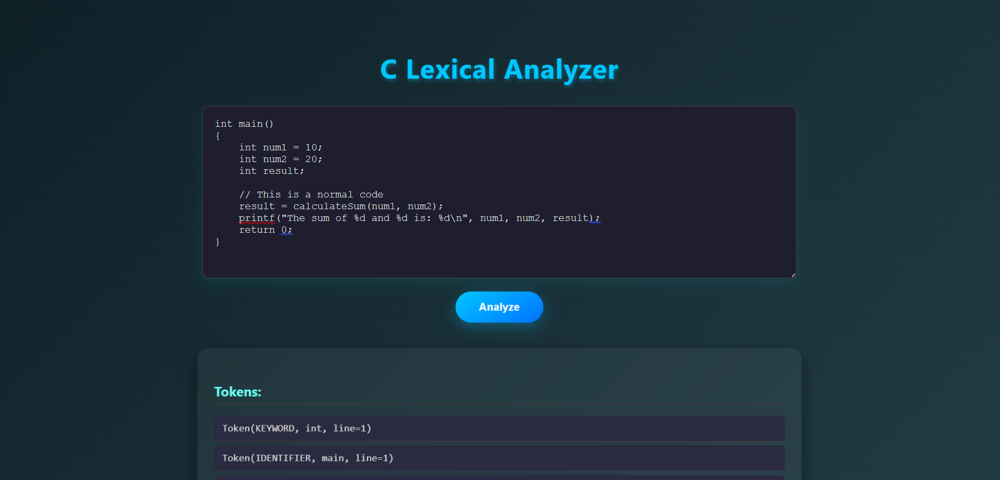 C Lexical Analyzer
int main()
{
    int num1 = 10;
    int num2 = 20;
    int result;
    // This is a normal code
    result = calculateSum(num1, num2);
    printf("The sum of %d and %d is: %d\n", num1, num2, result);
    return 0;
}
Analyze
Tokens:
Token(KEYWORD, int, line=1)
Token(IDENTIFIER, main, line=1)